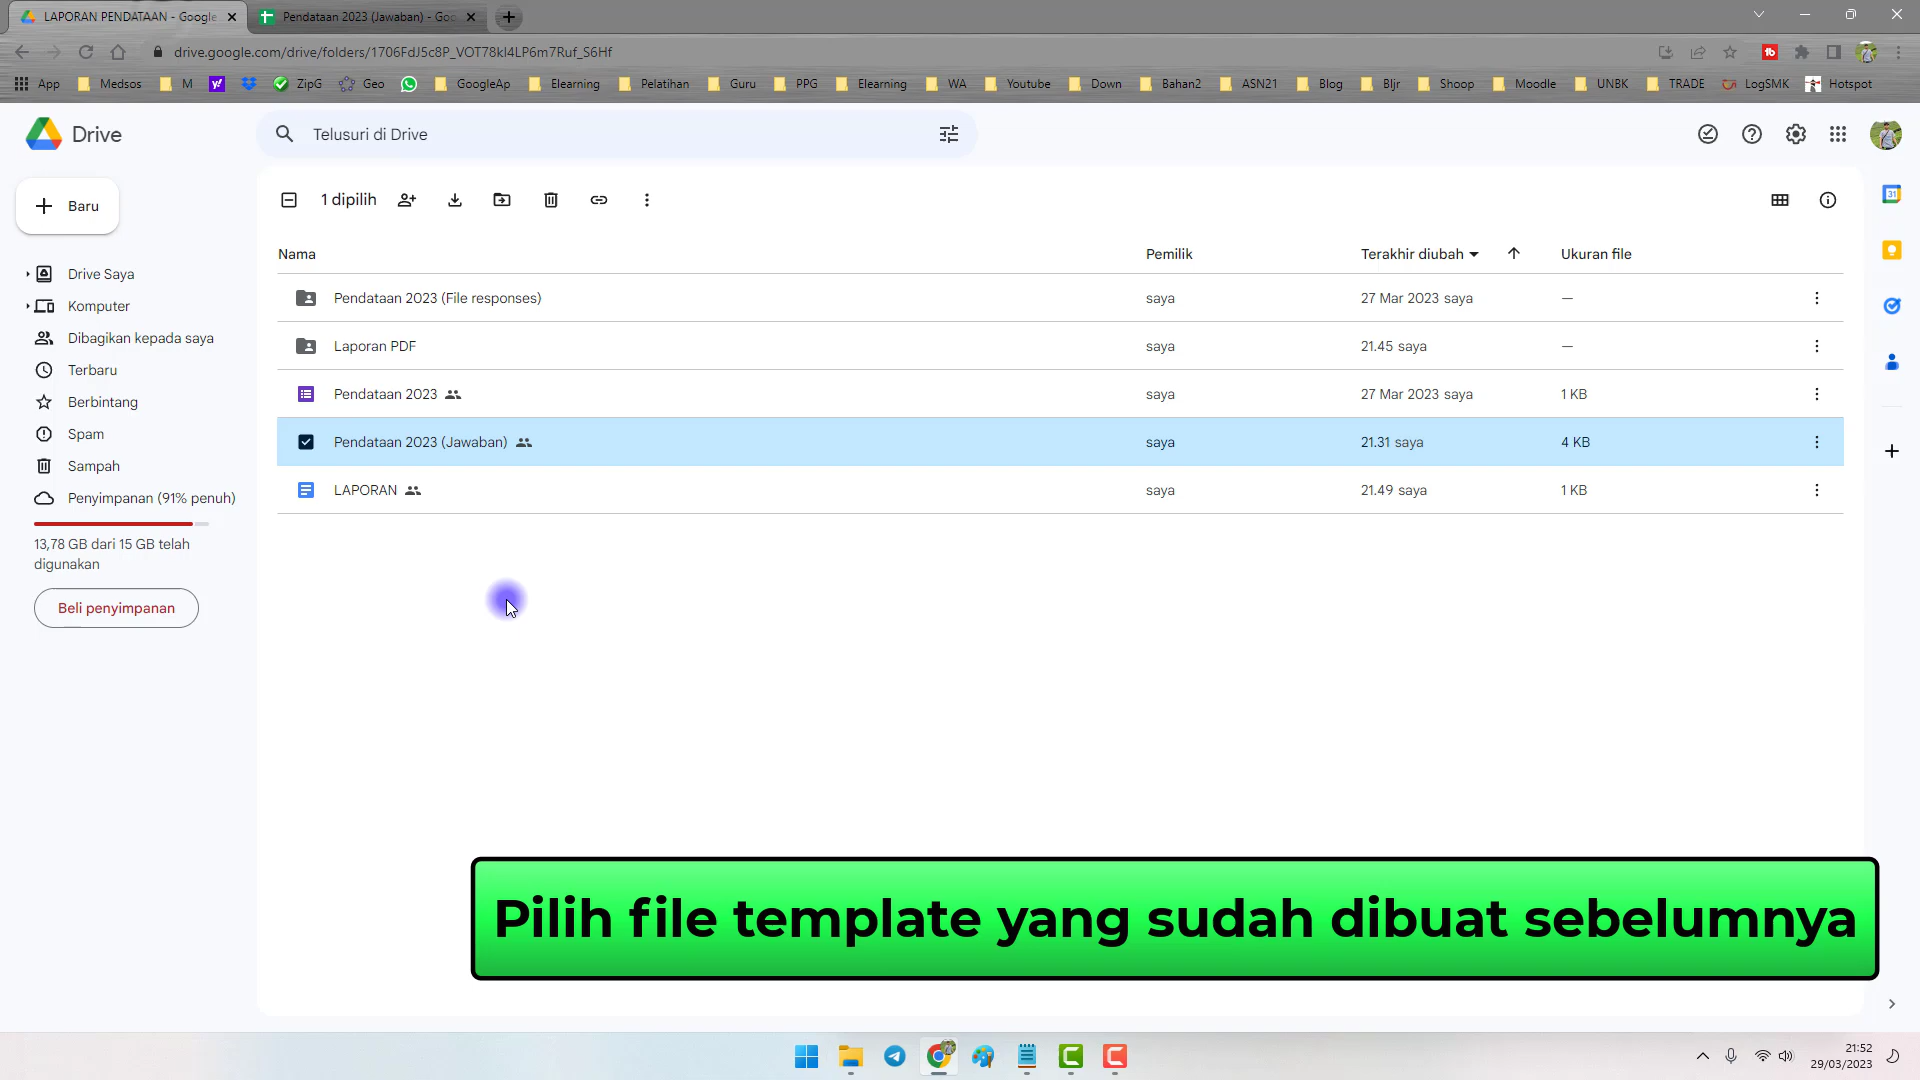 LAPORAN PENDATAAN - Google
Pendataan 2023 (Jawaban) - Goo
drive.google.com/drive/folders/1706FdJ5c8P_VOT78kI4LP6m7Ruf_S6Hf
App Medsos M ZipG Geo GoogleAp Elearning Pelatihan Guru PPG Elearning WA Youtube Down Bahan2 ASN21 Blog Bljr Shoop Moodle UNBK TRADE LogSMK Hotspot
Drive
Telusuri di Drive
Baru
1 dipilih
Drive Saya
Komputer
Dibagikan kepada saya
Terbaru
Berbintang
Spam
Sampah
Penyimpanan (91% penuh)
13,78 GB dari 15 GB telah
digunakan
Beli penyimpanan
Nama Pemilik Terakhir diubah Ukuran file
Pendataan 2023 (File responses) saya 27 Mar 2023 saya —
Laporan PDF saya 21.45 saya —
Pendataan 2023 saya 27 Mar 2023 saya 1 KB
Pendataan 2023 (Jawaban) saya 21.31 saya 4 KB
LAPORAN saya 21.49 saya 1 KB
Pilih file template yang sudah dibuat sebelumnya
21:52
29/03/2023